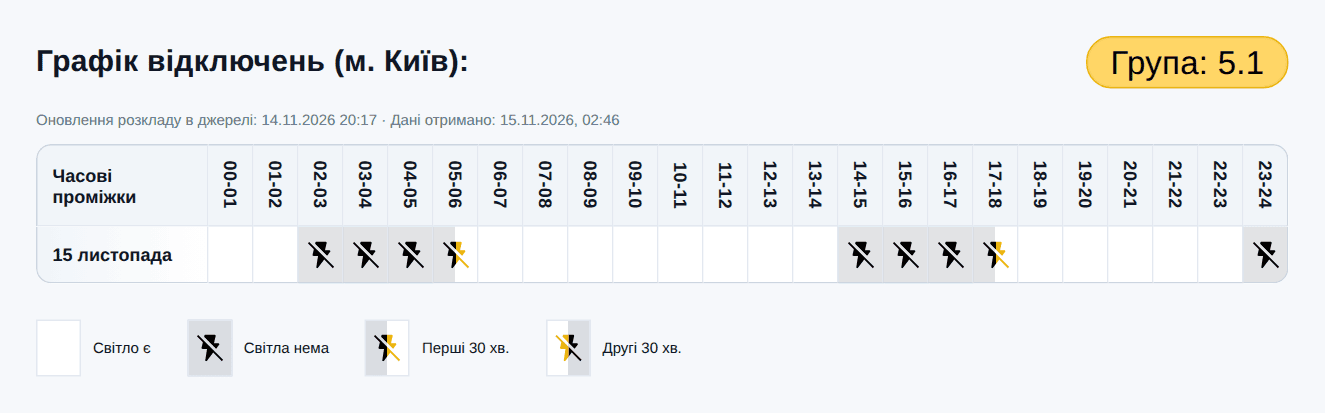 Графік відключень (м. Київ):
Група: 5.1
Оновлення розкладу в джерелі: 14.11.2026 20:17 · Дані отримано: 15.11.2026, 02:46
Часові
проміжки
00-01
01-02
02-03
03-04
04-05
05-06
06-07
07-08
08-09
09-10
10-11
11-12
12-13
13-14
14-15
15-16
16-17
17-18
18-19
19-20
20-21
21-22
22-23
23-24
15 листопада
Світло є
Світла нема
Перші 30 хв.
Другі 30 хв.